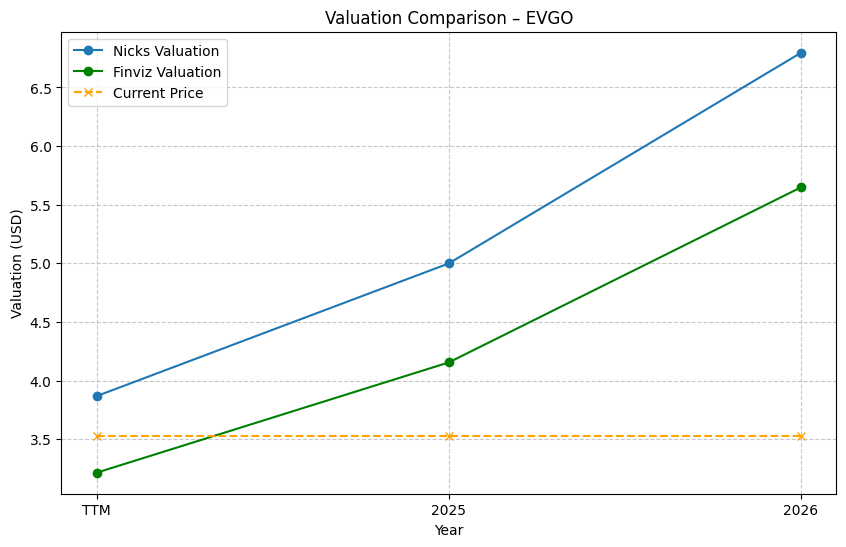 Valuation Comparison – EVGO
Nicks Valuation
Finviz Valuation
Current Price
Valuation (USD)
6.5
6.0
5.5
5.0
4.5
4.0
3.5
TTM
2025
2026
Year